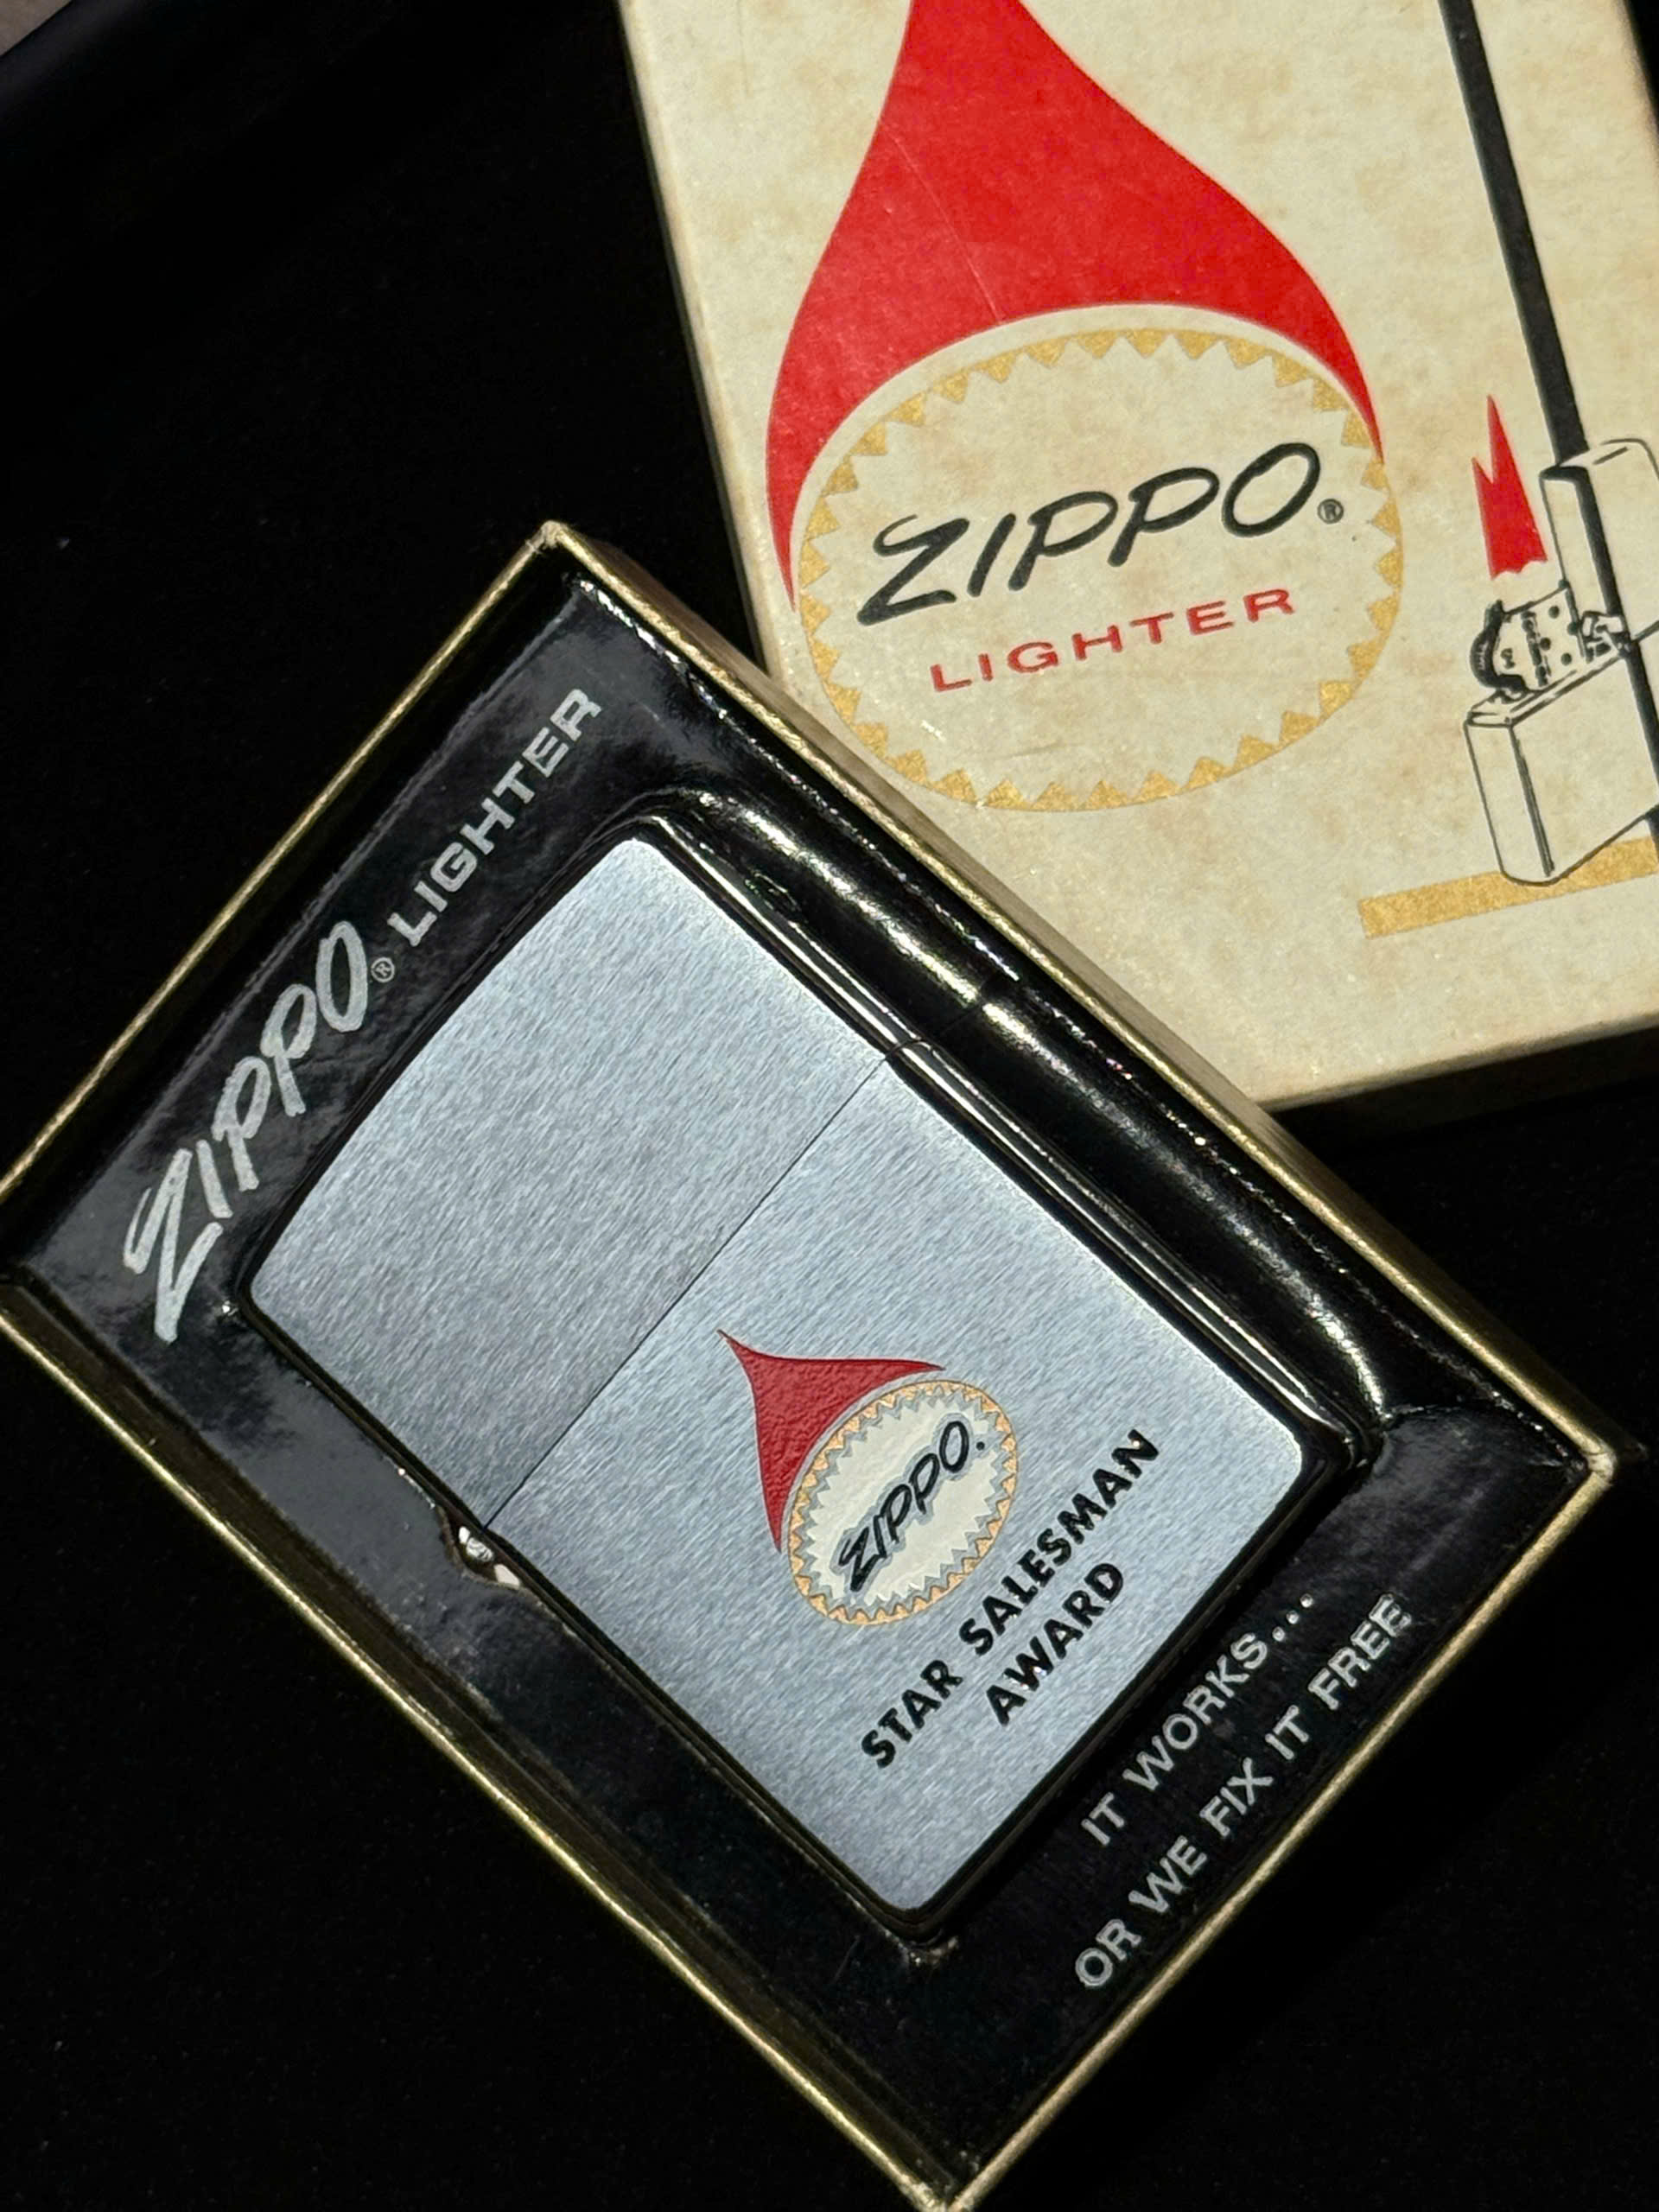 ZIPPO®
LIGHTER
ZIPPO® LIGHTER
ZIPPO.
STAR SALESMAN
AWARD
IT WORKS...
OR WE FIX IT FREE